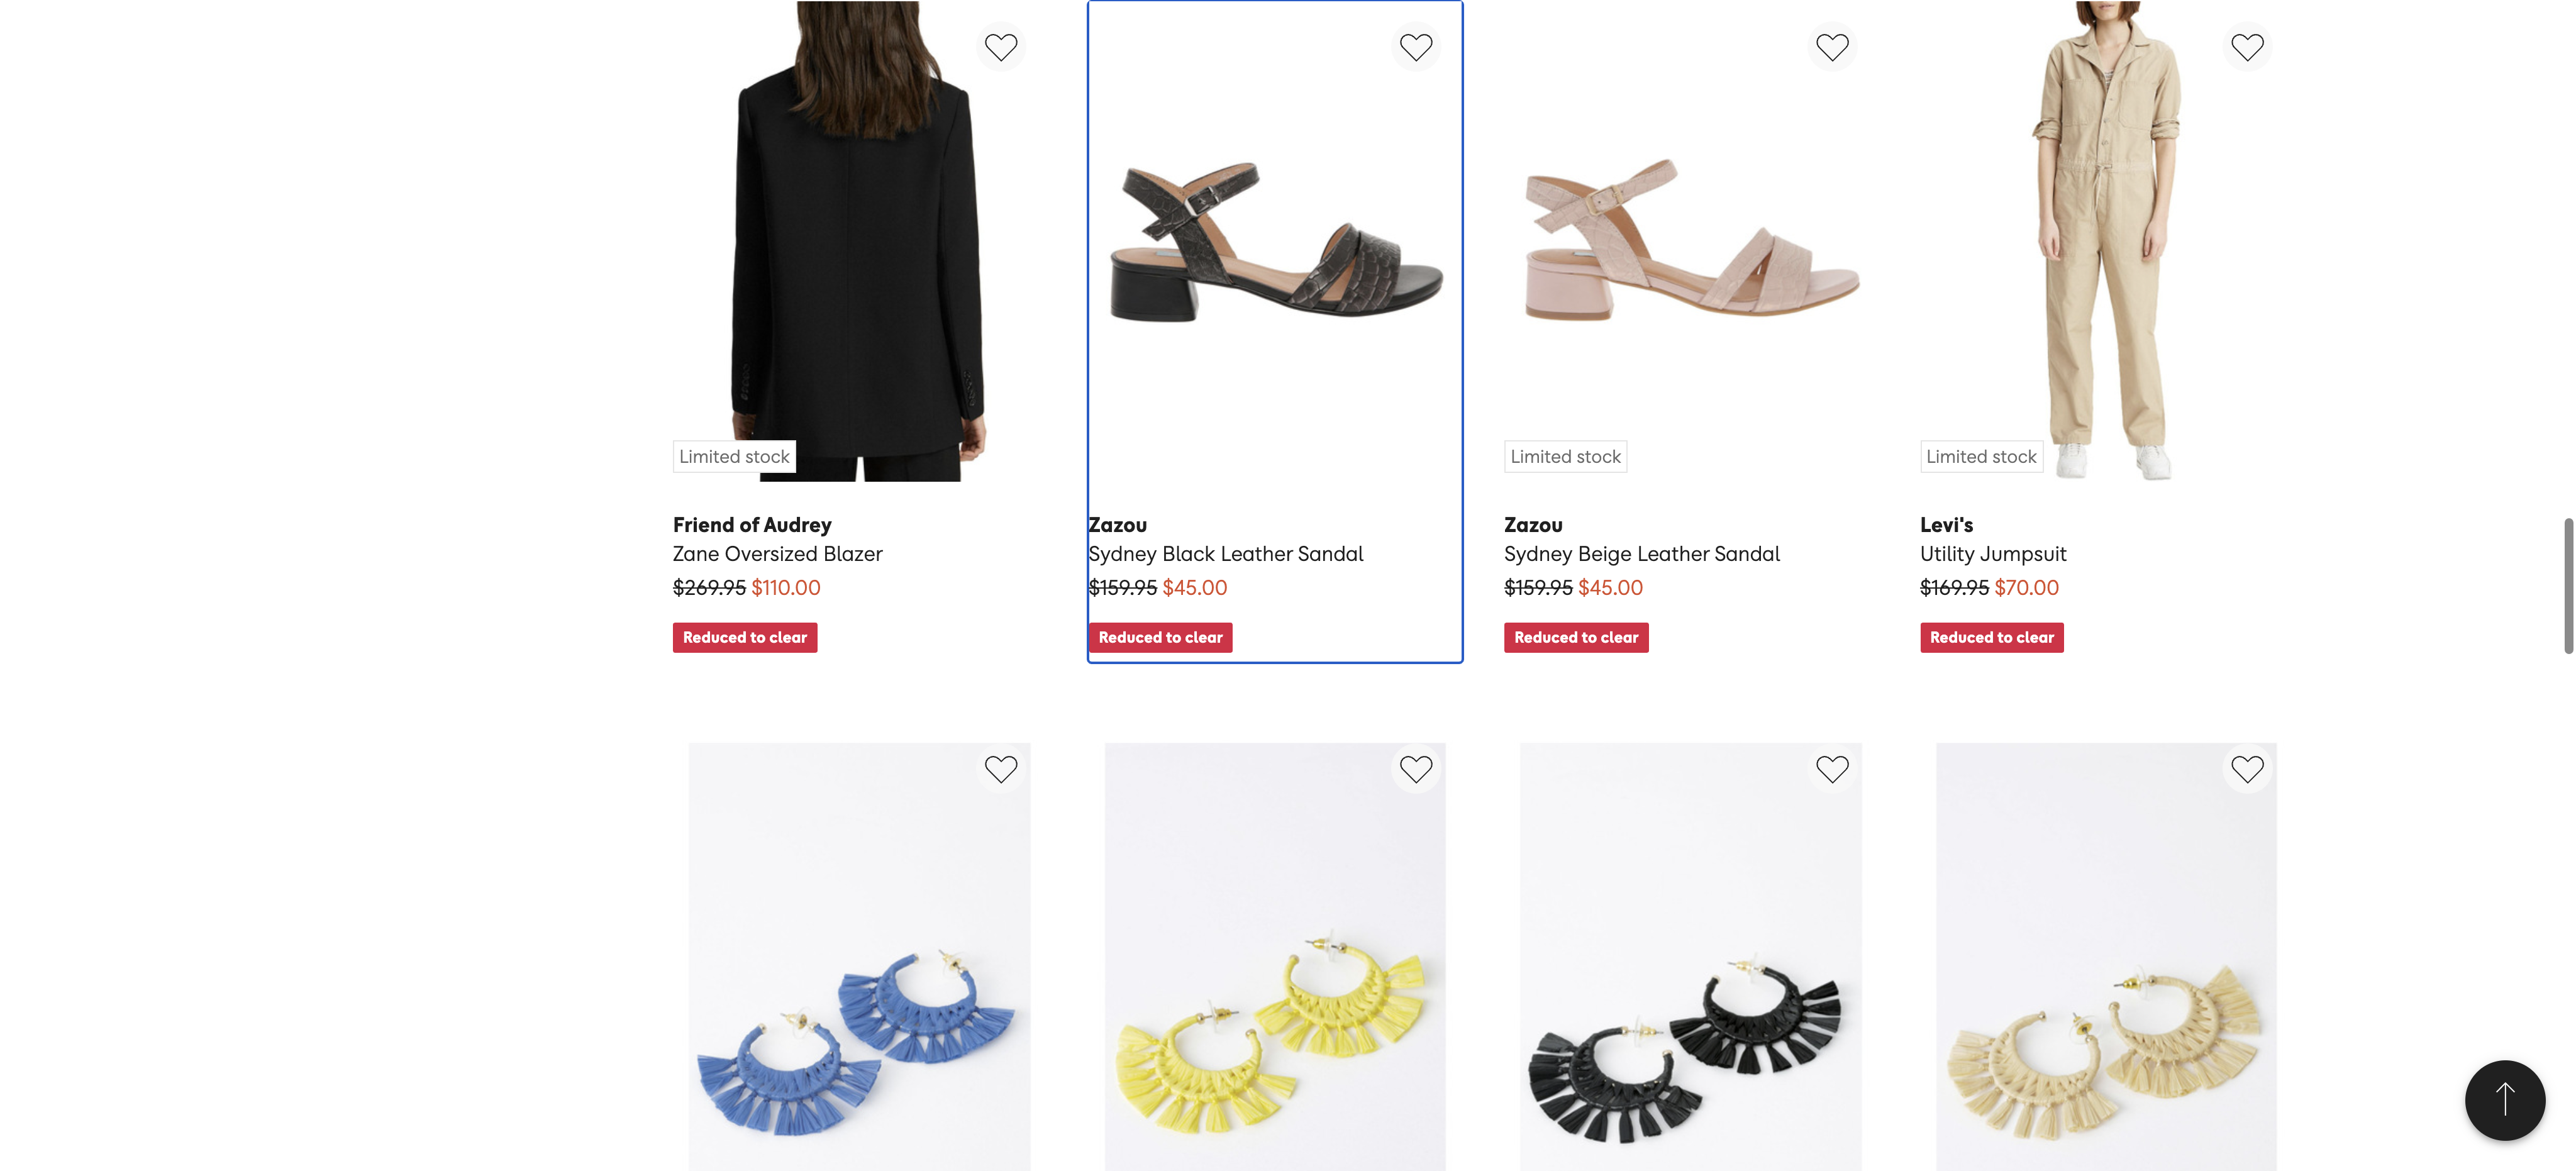 Limited stock
Friend of Audrey
Zane Oversized Blazer
$269.95 $110.00
Reduced to clear
Zazou
Sydney Black Leather Sandal
$159.95 $45.00
Reduced to clear
Limited stock
Zazou
Sydney Beige Leather Sandal
$159.95 $45.00
Reduced to clear
Limited stock
Levi's
Utility Jumpsuit
$169.95 $70.00
Reduced to clear